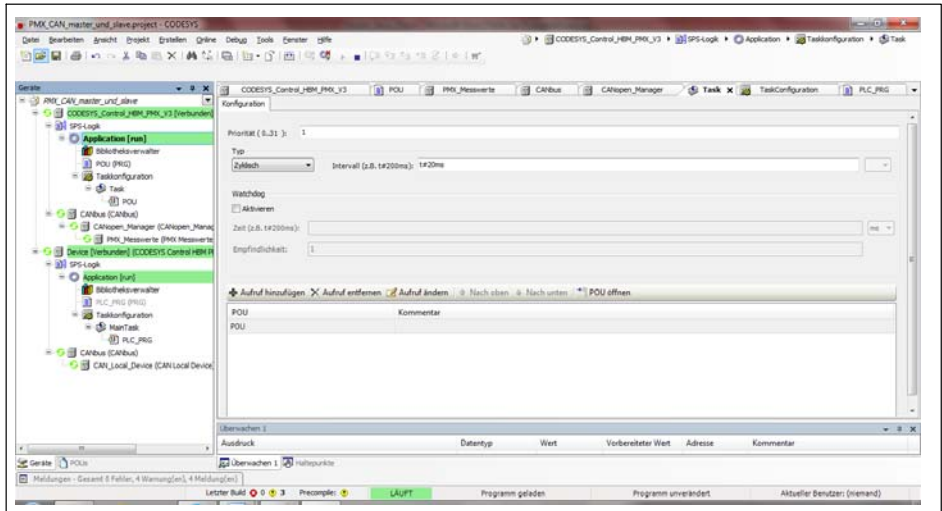 PMX_CAN_master_und_slave.project - CODESYS
Datei Bearbeiten Ansicht Projekt Erstellen Online Debug Tools Fenster Hilfe
CODESYS_Control_HBM_PMX_V3 SPS-Logik Application Taskkonfiguration Task
Geräte
PMX_CAN_master_und_slave
CODESYS_Control_HBM_PMX_V3 [Verbunden]
SPS-Logik
Application [run]
Bibliotheksverwalter
POU (PRG)
Taskkonfiguration
Task
POU
CANbus (CANbus)
CANopen_Manager (CANopen_Manag
PMX_Messwerte (PMX Messwerte
Device [Verbunden] (CODESYS Control HBM P
SPS-Logik
Application [run]
Bibliotheksverwalter
PLC_PRG (PRG)
Taskkonfiguration
MainTask
PLC_PRG
CANbus (CANbus)
CAN_Local_Device (CAN Local Device
Geräte POUs
CODESYS_Control_HBM_PMX_V3 POU PMX_Messwerte CANbus CANopen_Manager Task TaskConfiguration PLC_PRG
Konfiguration
Priorität ( 0..31 ): 1
Typ
Zyklisch Intervall (z.B. t#200ms): t#20ms
Watchdog
Aktivieren
Zeit (z.B. t#200ms): ms
Empfindlichkeit: 1
Aufruf hinzufügen Aufruf entfernen Aufruf ändern Nach oben Nach unten POU öffnen
POU Kommentar
POU
Überwachen 1
Ausdruck Datentyp Wert Vorbereiteter Wert Adresse Kommentar
Überwachen 1 Haltepunkte
Meldungen - Gesamt 0 Fehler, 4 Warnung(en), 4 Meldung(en)
Letzter Build 0 3 Precompile: LÄUFT Programm geladen Programm unverändert Aktueller Benutzer: (niemand)